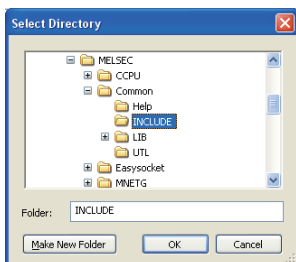 Select Directory
MELSEC
CCPU
Common
Help
INCLUDE
LIB
UTL
Easysocket
MNETG
Folder: INCLUDE
Make New Folder OK Cancel